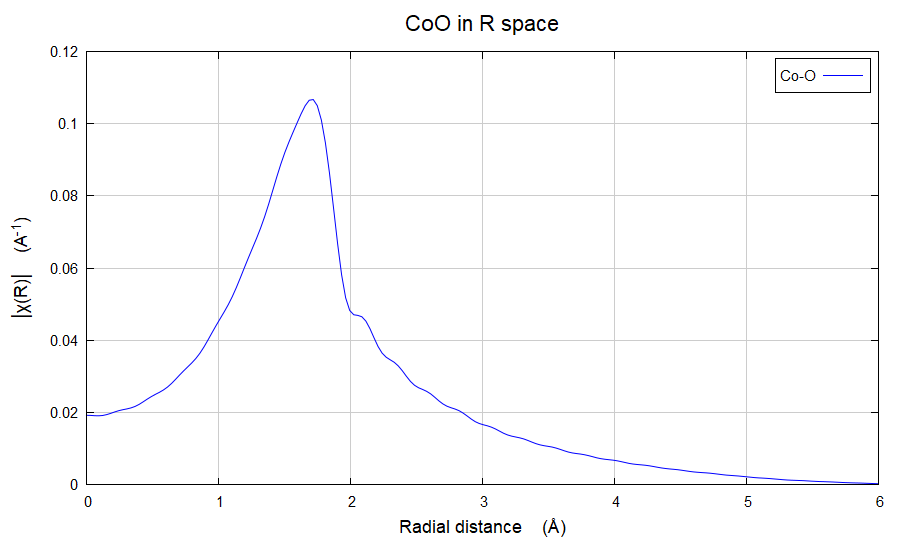 CoO in R space
0.12
Co-O
0.1
0.08
0.06
0.04
0.02
0
|χ(R)| (A⁻¹)
0 1 2 3 4 5 6
Radial distance (Å)